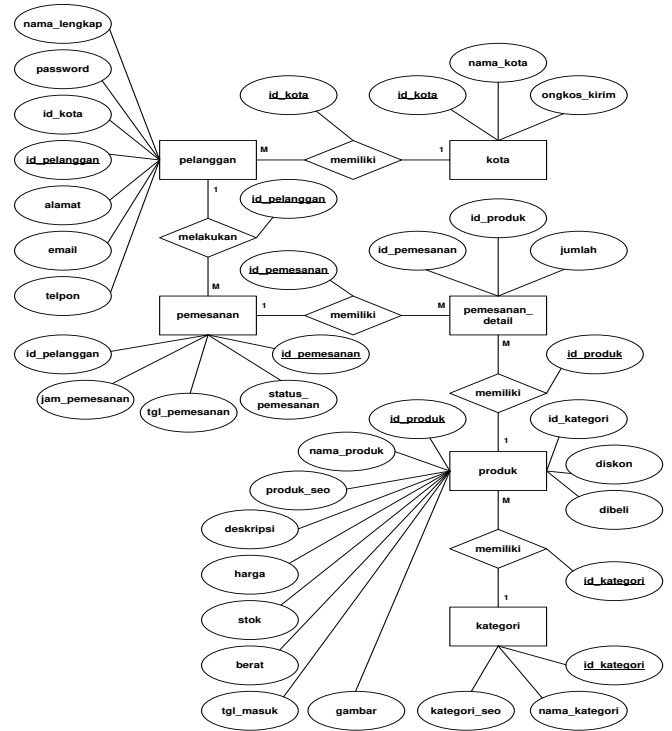 nama_lengkap
password
id_kota
id_pelanggan
alamat
email
telpon
pelanggan
M
id_kota
memiliki
1
kota
id_kota
nama_kota
ongkos_kirim
1
id_pelanggan
melakukan
M
pemesanan
id_pelanggan
jam_pemesanan
tgl_pemesanan
status_
pemesanan
id_pemesanan
1
id_pemesanan
memiliki
M
pemesanan_
detail
id_pemesanan
id_produk
jumlah
M
id_produk
memiliki
1
produk
id_produk
nama_produk
produk_seo
deskripsi
harga
stok
berat
tgl_masuk
gambar
id_kategori
diskon
dibeli
M
memiliki
id_kategori
1
kategori
id_kategori
kategori_seo
nama_kategori